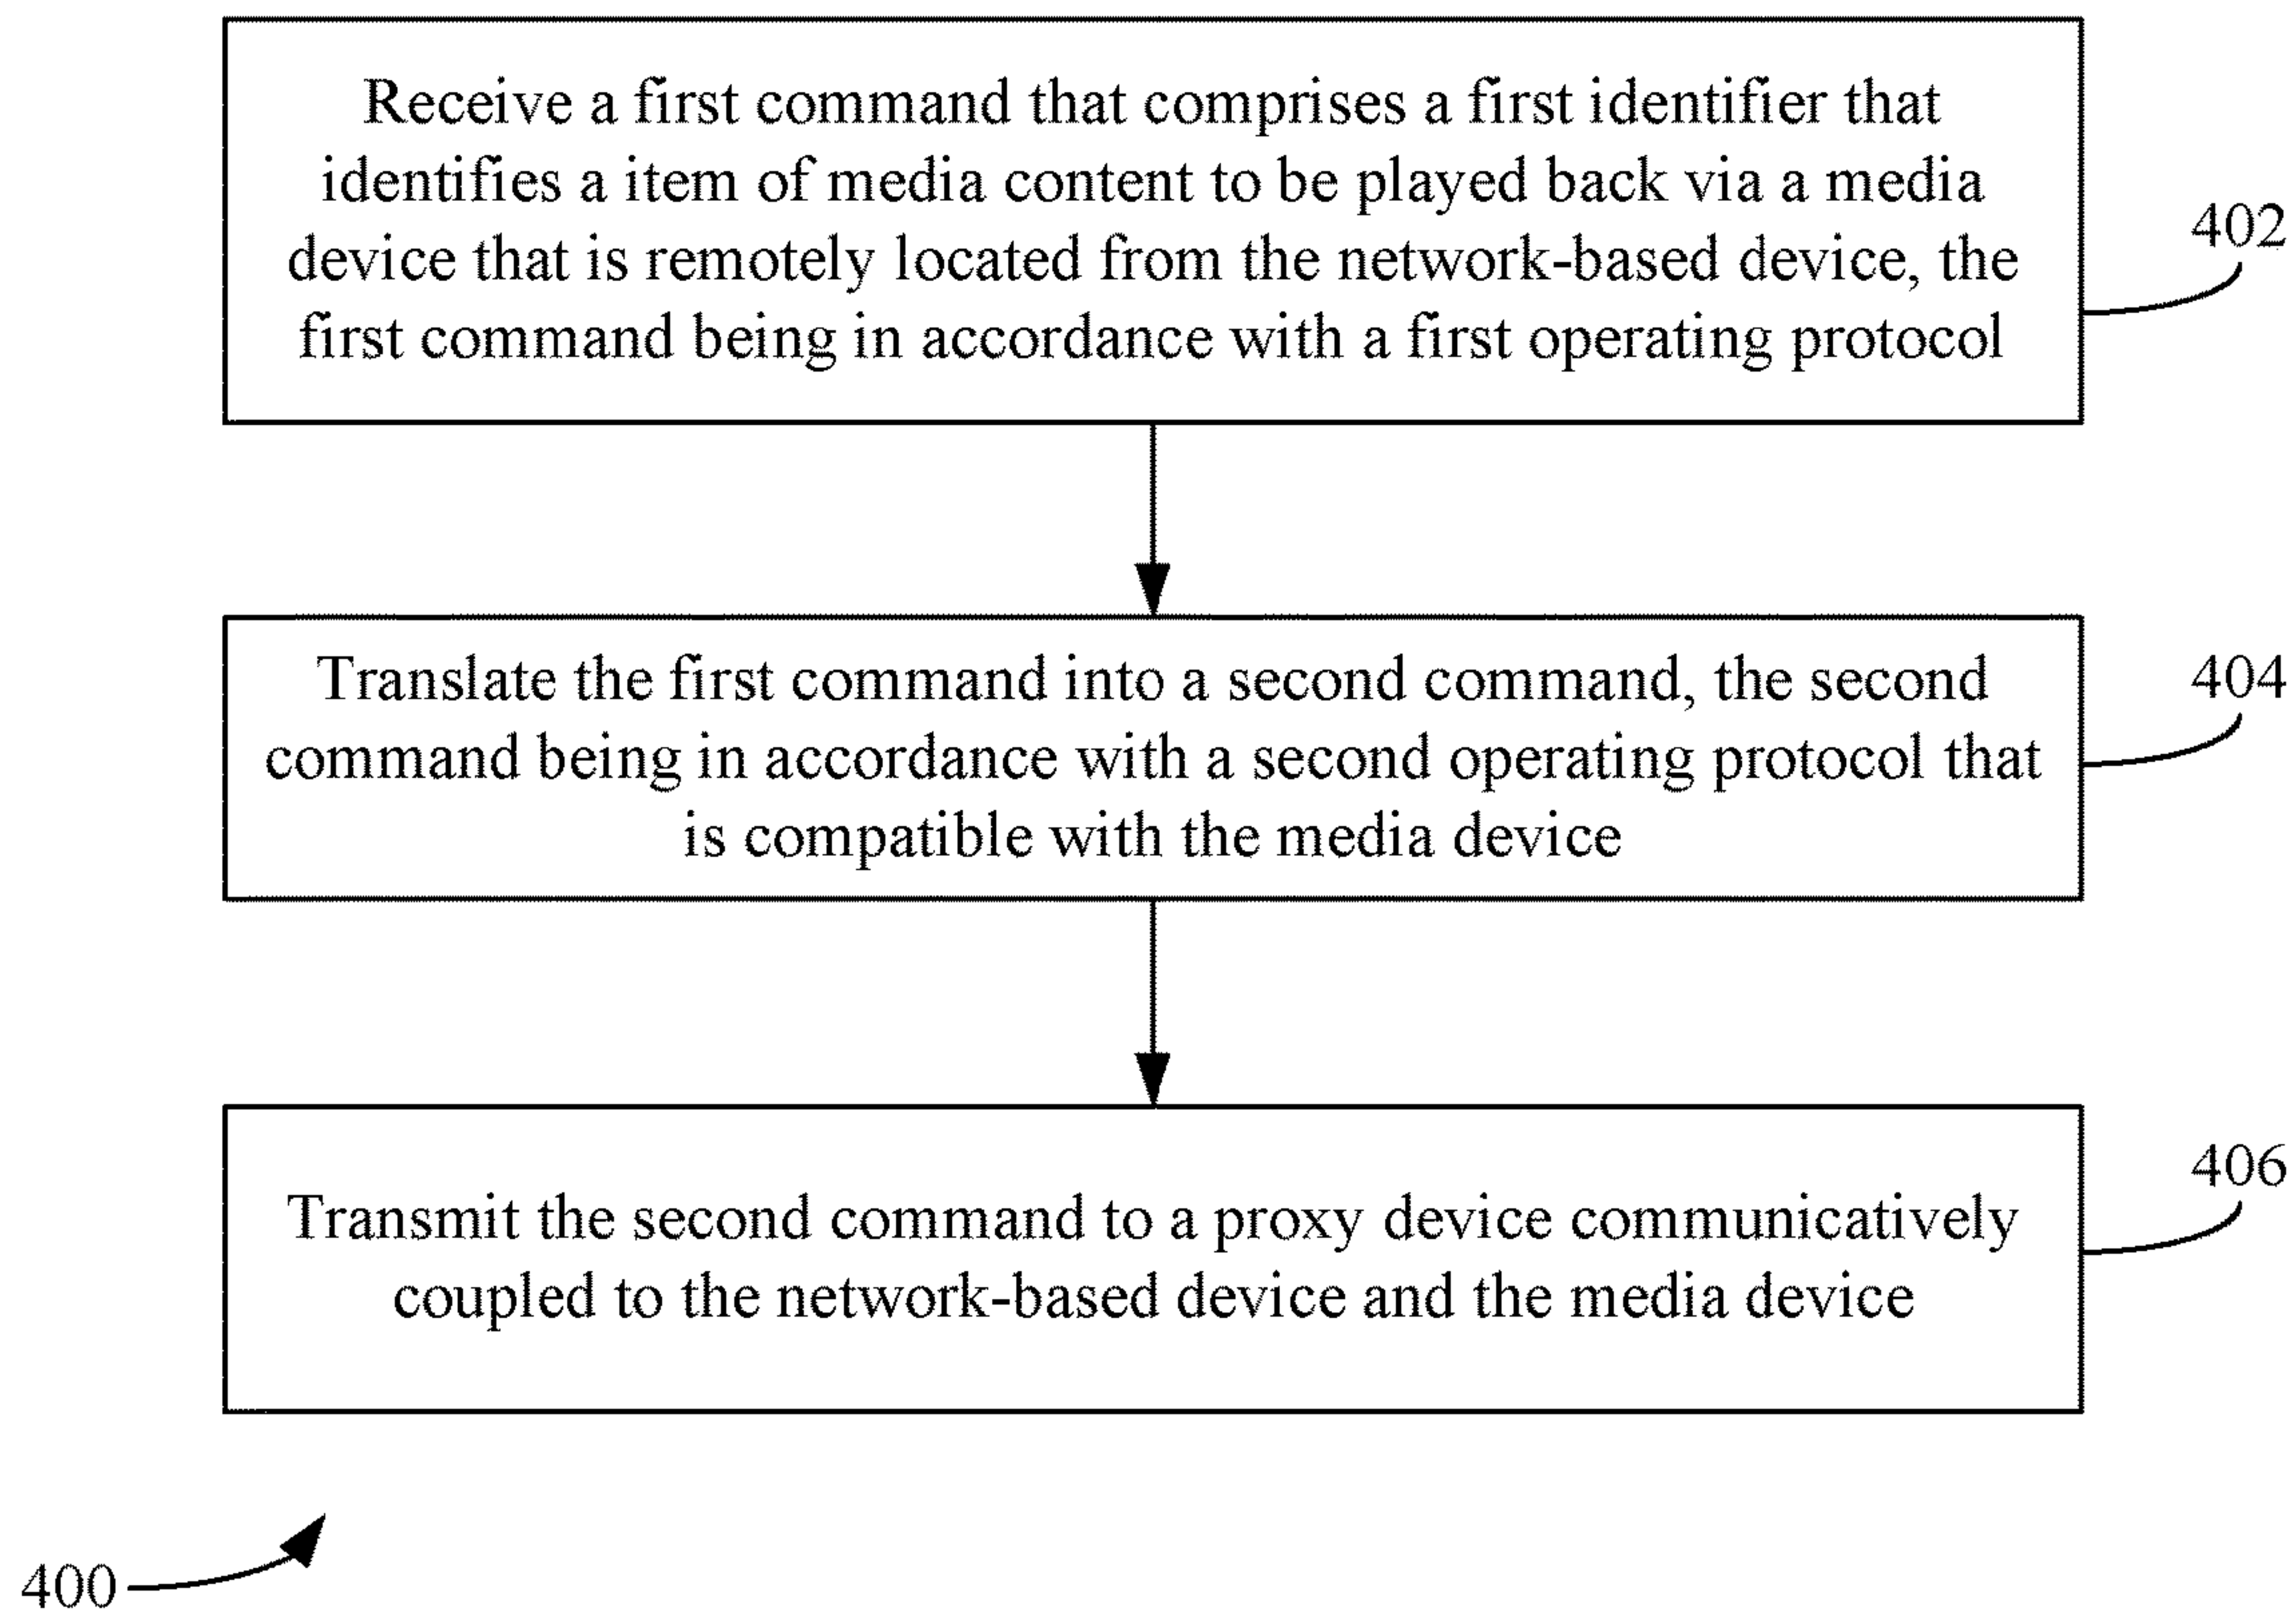 Receive a first command that comprises a first identifier that
identifies a item of media content to be played back via a media
device that is remotely located from the network-based device, the
first command being in accordance with a first operating protocol
402
Translate the first command into a second command, the second
command being in accordance with a second operating protocol that
is compatible with the media device
404
Transmit the second command to a proxy device communicatively
coupled to the network-based device and the media device
406
400